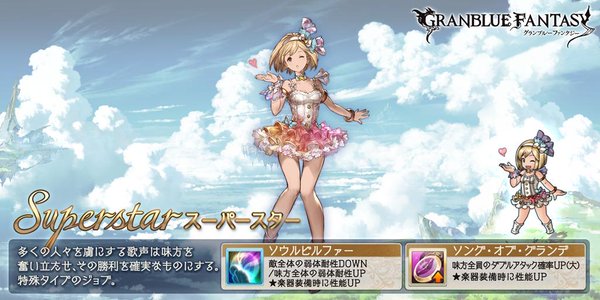 GRANBLUE FANTASY
グランブルーファンタジー
Superstar スーパースター
多くの人々を虜にする歌声は味方を
奮い立たせ、その勝利を確実なものにする。
特殊タイプのジョブ。
ソウルピルファー
敵全体の弱体耐性DOWN
/味方全体の弱体耐性UP
★楽器装備時に性能UP
ソング・オブ・グランデ
味方全員のダブルアタック確率UP(大)
★楽器装備時に性能UP